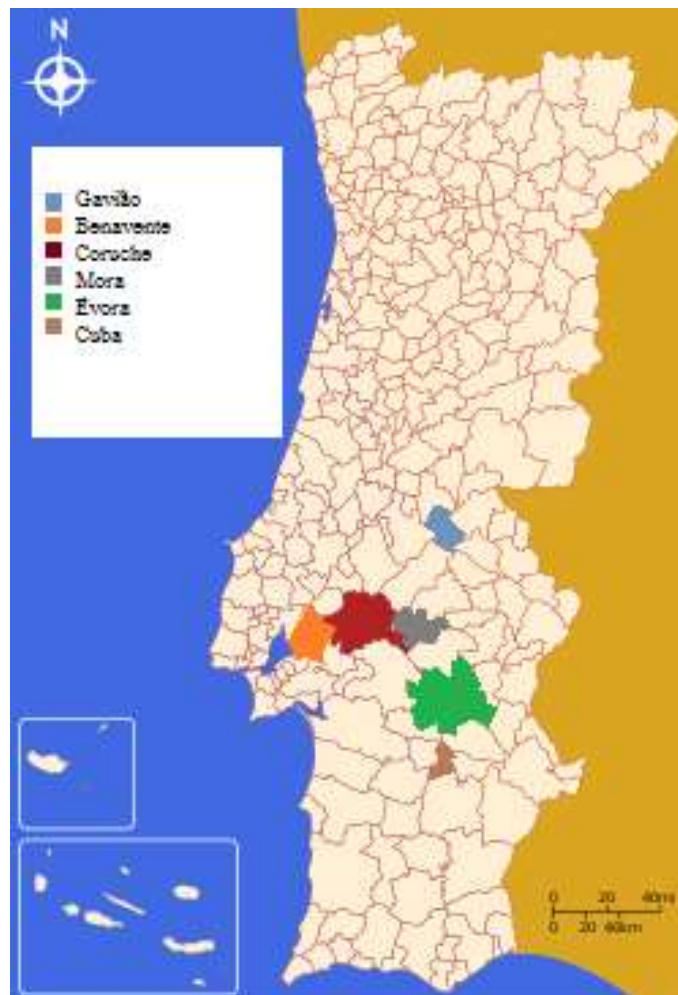 N
Gavião
Benavente
Coruche
Mora
Évora
Cuba
0 20 40mi
0 20 40km